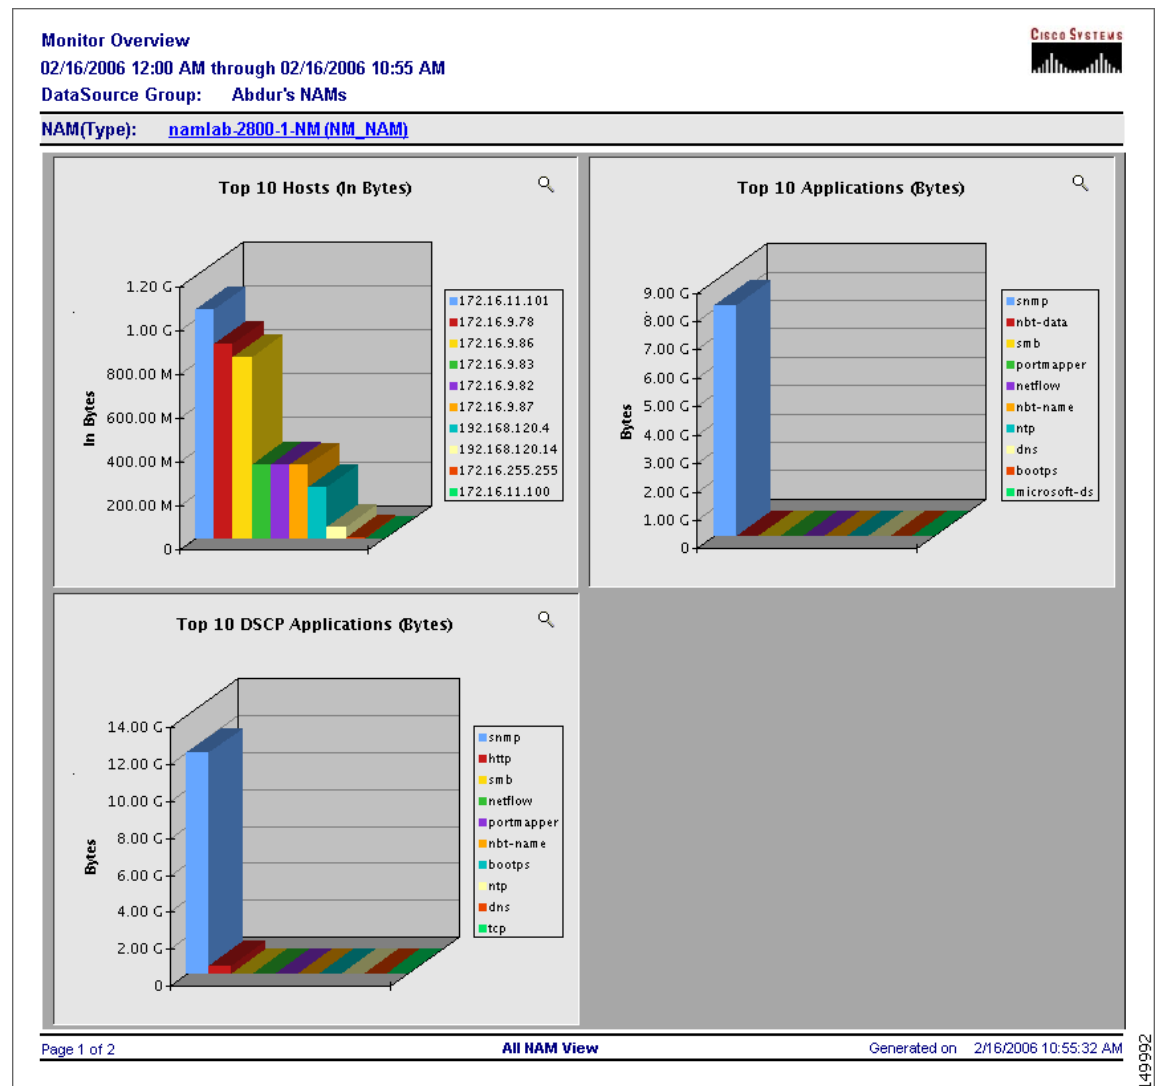 Monitor Overview
CISCO SYSTEMS
02/16/2006 12:00 AM through 02/16/2006 10:55 AM
DataSource Group: Abdur's NAMs
NAM(Type): namlab-2800-1-NM (NM_NAM)
Top 10 Hosts (In Bytes)
1.20 G
1.00 G
800.00 M
600.00 M
400.00 M
200.00 M
0
In Bytes
172.16.11.101
172.16.9.78
172.16.9.86
172.16.9.83
172.16.9.82
172.16.9.87
192.168.120.4
192.168.120.14
172.16.255.255
172.16.11.100
Top 10 Applications (Bytes)
9.00 G
8.00 G
7.00 G
6.00 G
5.00 G
4.00 G
3.00 G
2.00 G
1.00 G
0
Bytes
snmp
nbt-data
smb
portmapper
netflow
nbt-name
ntp
dns
bootps
microsoft-ds
Top 10 DSCP Applications (Bytes)
14.00 G
12.00 G
10.00 G
8.00 G
6.00 G
4.00 G
2.00 G
0
Bytes
snmp
http
smb
netflow
portmapper
nbt-name
bootps
ntp
dns
tcp
Page 1 of 2
All NAM View
Generated on 2/16/2006 10:55:32 AM
149992